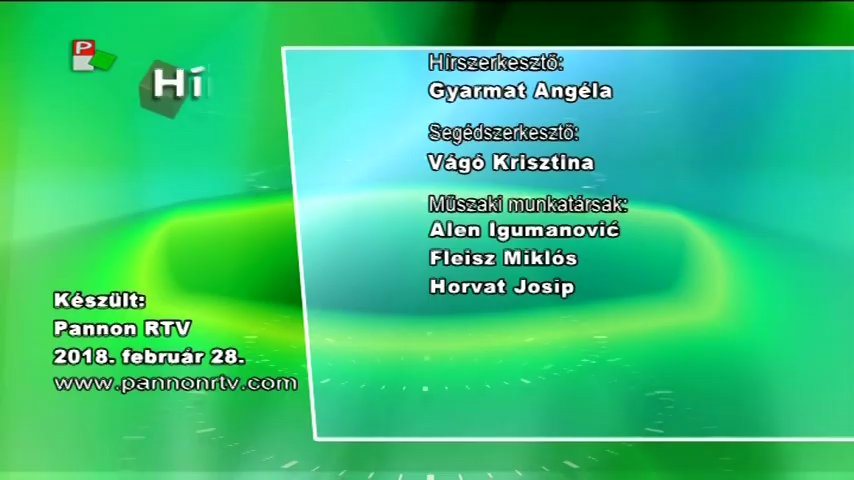 P
Hí
Hírszerkesztő:
Gyarmat Angéla
Segédszerkesztő:
Vágó Krisztina
Műszaki munkatársak:
Alen Igumanović
Fleisz Miklós
Horvat Josip
Készült:
Pannon RTV
2018. február 28.
www.pannonrtv.com